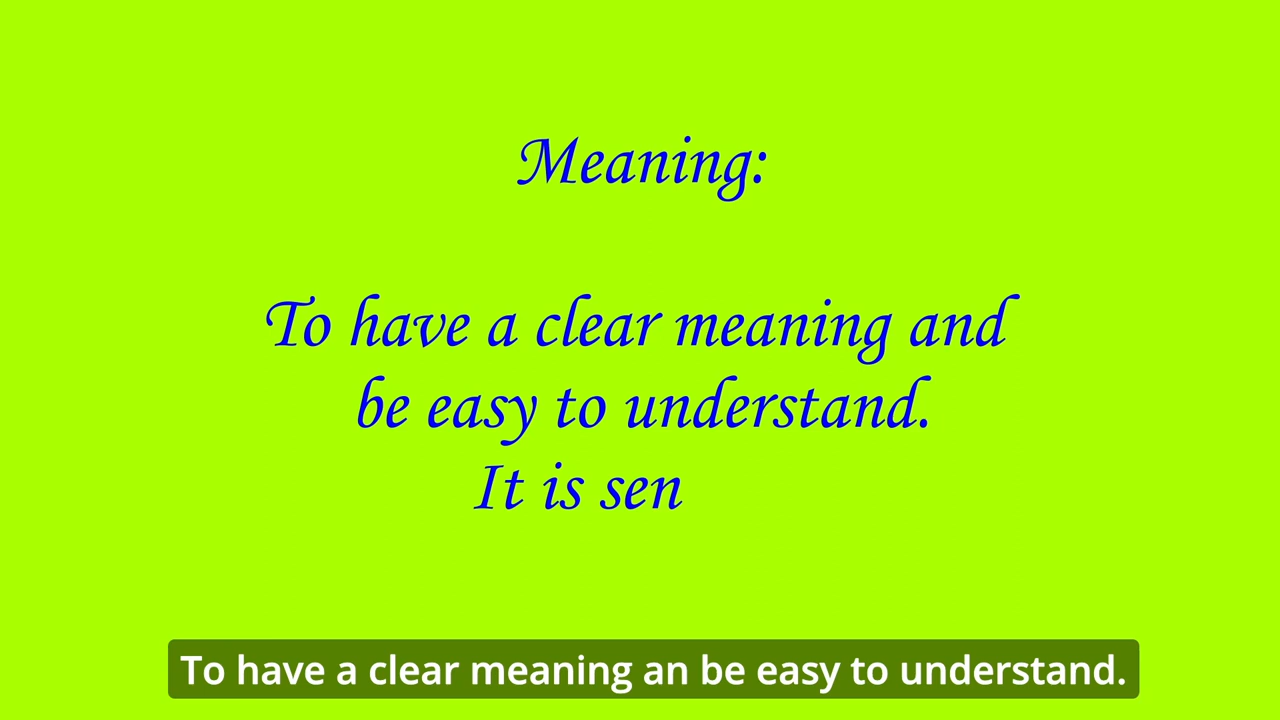 Meaning:
To have a clear meaning and
be easy to understand.
It is sen
To have a clear meaning an be easy to understand.